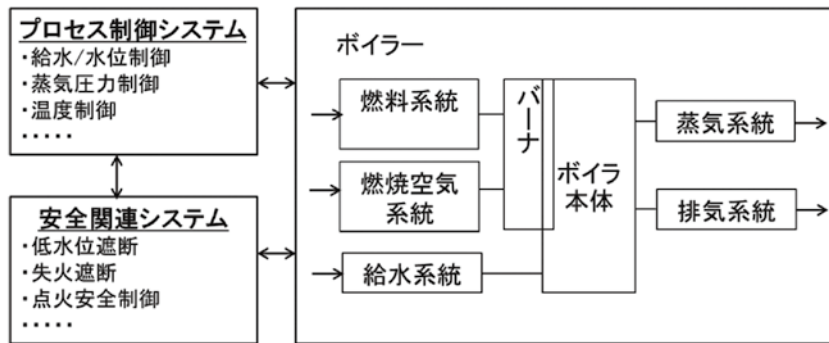 プロセス制御システム
・給水/水位制御
・蒸気圧力制御
・温度制御
・・・・・
安全関連システム
・低水位遮断
・失火遮断
・点火安全制御
・・・・・
ボイラー
燃料系統
燃焼空気
系統
給水系統
バーナ
ボイラ
本体
蒸気系統
排気系統